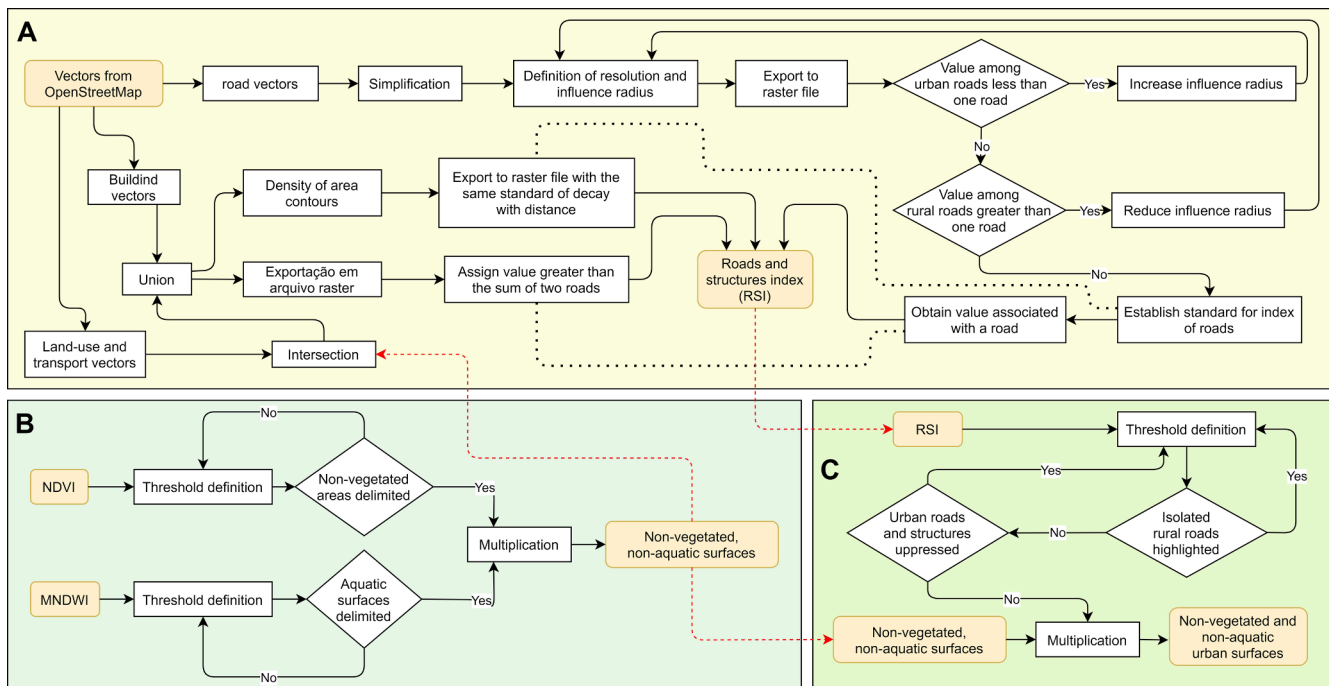 A
Vectors from
OpenStreetMap
road vectors
Simplification
Definition of resolution and
influence radius
Export to
raster file
Value among
urban roads less than
one road
Yes
Increase influence radius
No
Buildind
vectors
Density of area
contours
Export to raster file with the
same standard of decay
with distance
Value among
rural roads greater than
one road
Yes
Reduce influence radius
No
Union
Exportação em
arquivo raster
Assign value greater than
the sum of two roads
Roads and
structures index
(RSI)
Obtain value associated
with a road
Establish standard for index
of roads
Land-use and
transport vectors
Intersection
B
No
NDVI
Threshold definition
Non-vegetated
areas delimited
Yes
Multiplication
Non-vegetated,
non-aquatic surfaces
MNDWI
Threshold definition
Aquatic
surfaces
delimited
Yes
No
C
RSI
Threshold definition
Yes
Yes
Urban roads
and structures
uppressed
No
Isolated
rural roads
highlighted
No
Non-vegetated,
non-aquatic surfaces
Multiplication
Non-vegetated and
non-aquatic
urban surfaces